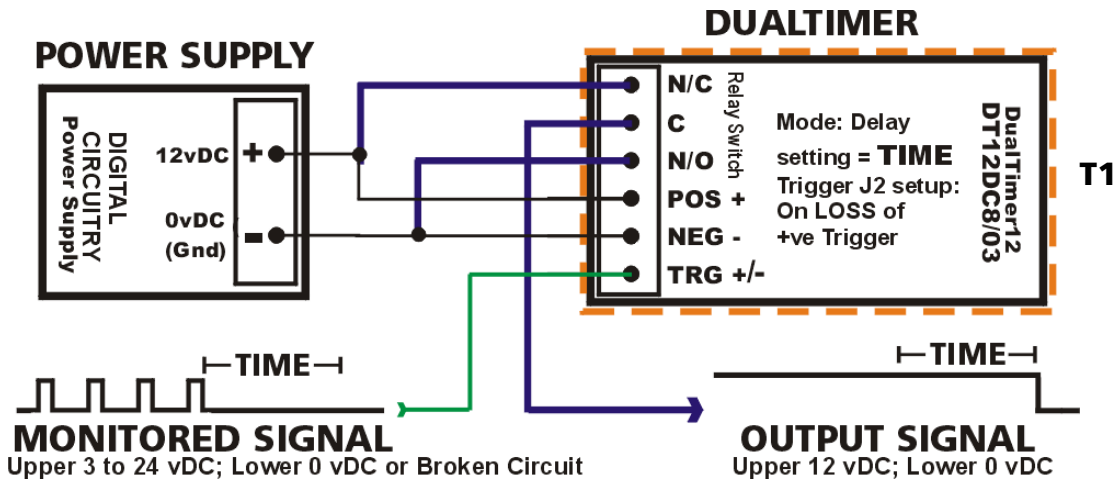 DUALTIMER
POWER SUPPLY
DIGITAL
CIRCUITRY
Power Supply
12vDC
+
0vDC
(Gnd)
-
N/C
C
N/O
POS +
NEG -
TRG +/-
Relay Switch
Mode: Delay
setting = TIME
Trigger J2 setup:
On LOSS of
+ve Trigger
DualTimer12
DT12DC8/03
T1
TIME
TIME
MONITORED SIGNAL
Upper 3 to 24 vDC; Lower 0 vDC or Broken Circuit
OUTPUT SIGNAL
Upper 12 vDC; Lower 0 vDC